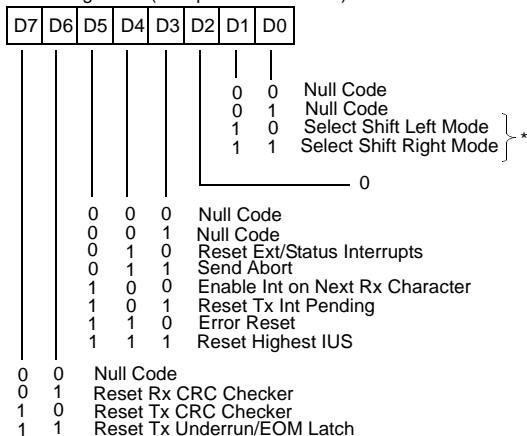 D7 D6 D5 D4 D3 D2 D1 D0
0 0 Null Code
0 1 Null Code
1 0 Select Shift Left Mode
1 1 Select Shift Right Mode
*
0
0 0 0 Null Code
0 0 1 Null Code
0 1 0 Reset Ext/Status Interrupts
0 1 1 Send Abort
1 0 0 Enable Int on Next Rx Character
1 0 1 Reset Tx Int Pending
1 1 0 Error Reset
1 1 1 Reset Highest IUS
0 0 Null Code
0 1 Reset Rx CRC Checker
1 0 Reset Tx CRC Checker
1 1 Reset Tx Underrun/EOM Latch